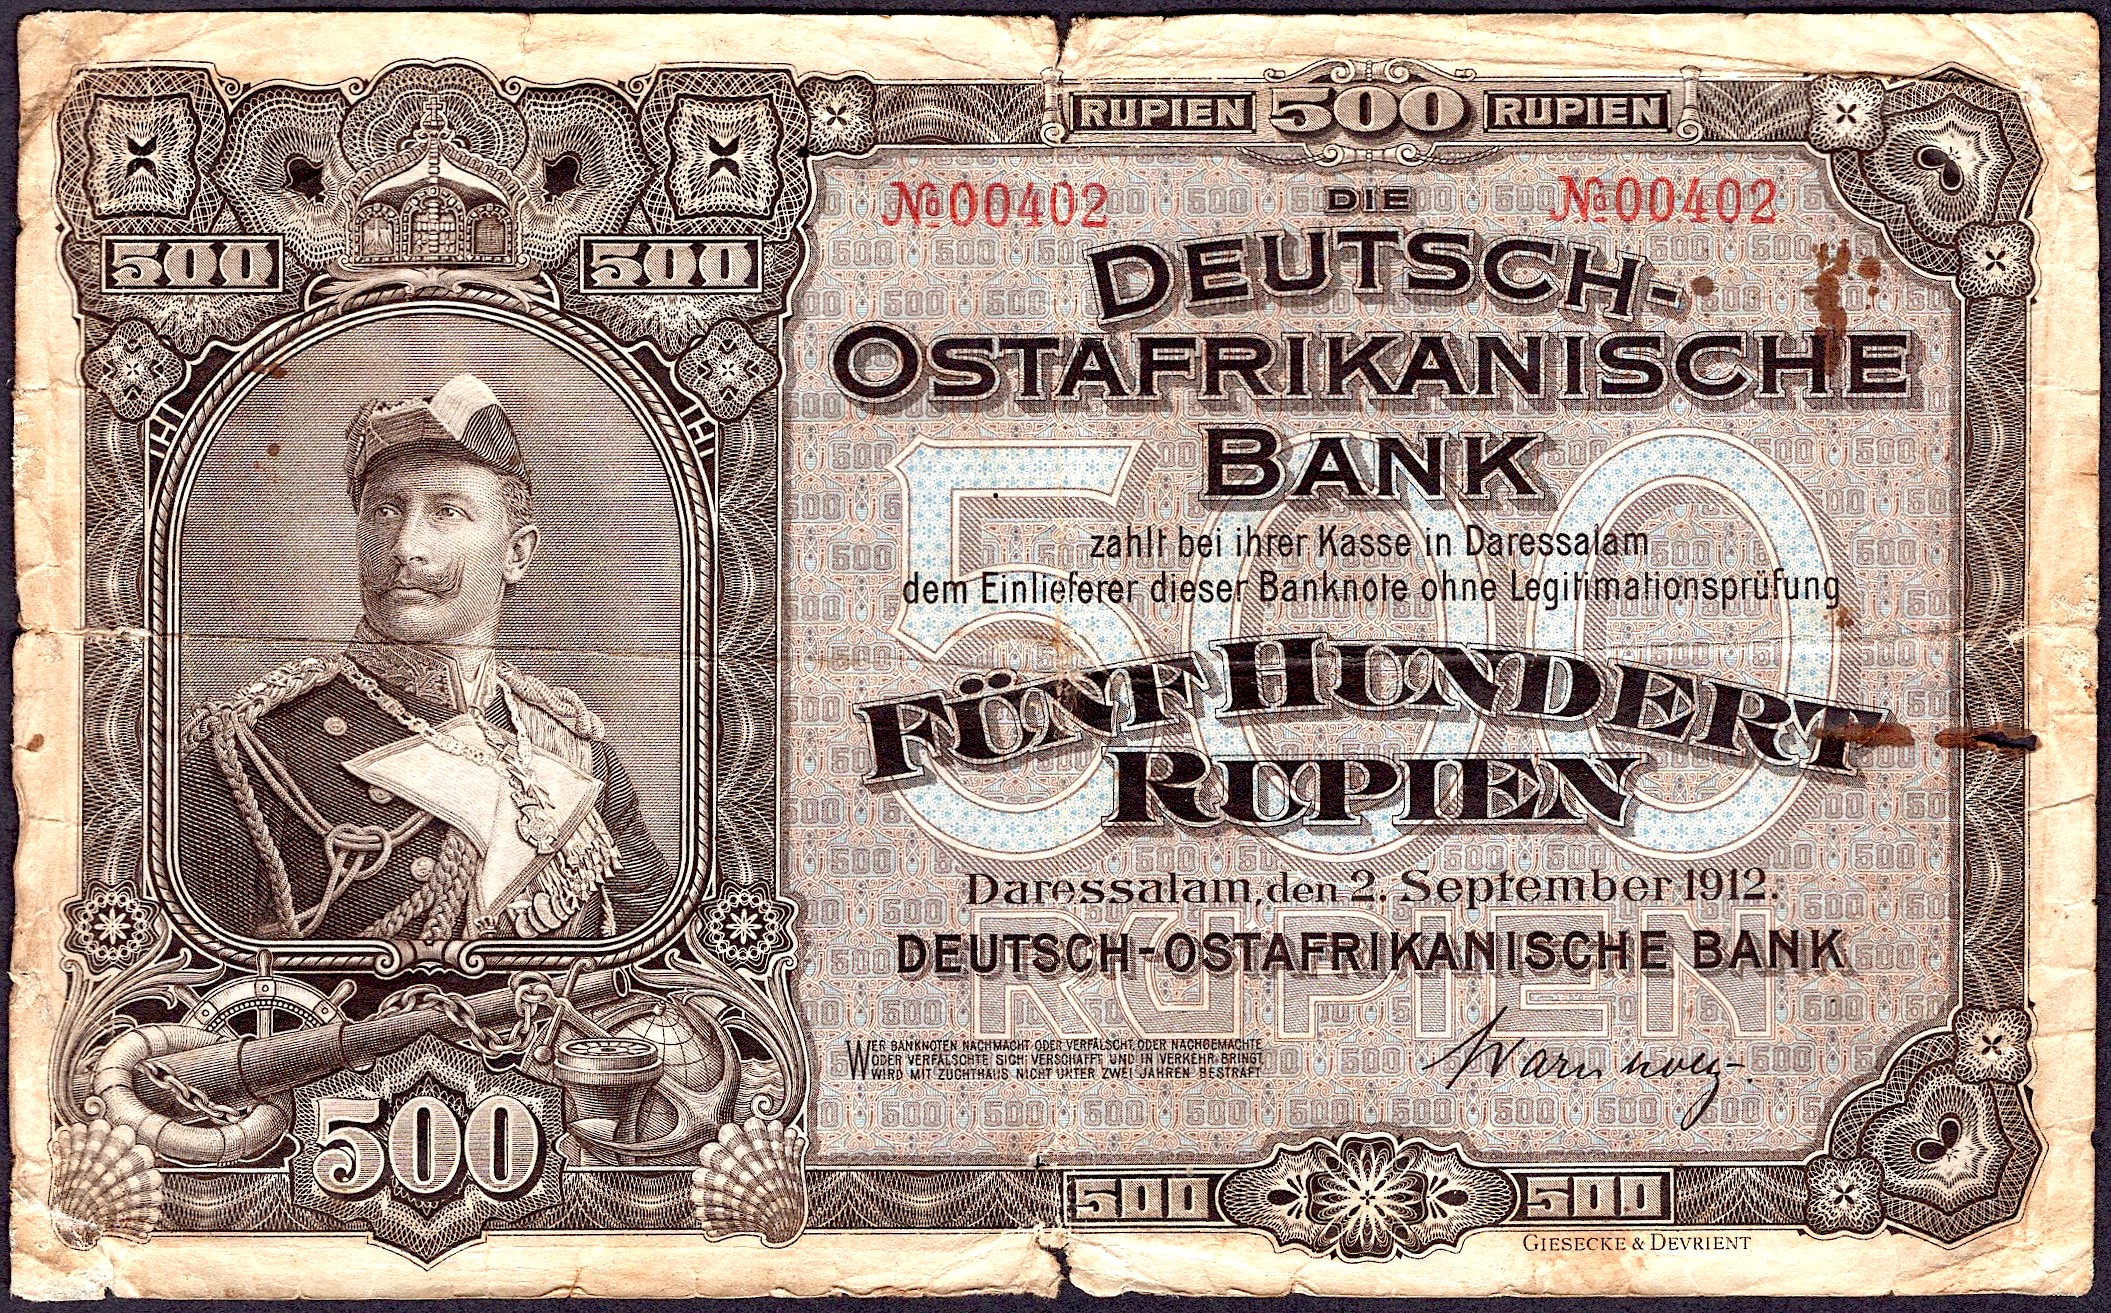 RUPIEN 500 RUPIEN
№00402 №00402
500 500
DIE
DEUTSCH-
OSTAFRIKANISCHE
BANK
zahlt bei ihrer Kasse in Daressalam
dem Einlieferer dieser Banknote ohne Legitimationsprüfung
500
FÜNF HUNDERT
RUPIEN
Daressalam, den 2. September 1912.
DEUTSCH-OSTAFRIKANISCHE BANK
RUPIEN
WER BANKNOTEN NACHMACHT ODER VERFÄLSCHT, ODER NACHGEMACHTE
ODER VERFÄLSCHTE SICH VERSCHAFFT UND IN VERKEHR BRINGT,
WIRD MIT ZUCHTHAUS NICHT UNTER ZWEI JAHREN BESTRAFT
500
500 500
GIESECKE & DEVRIENT